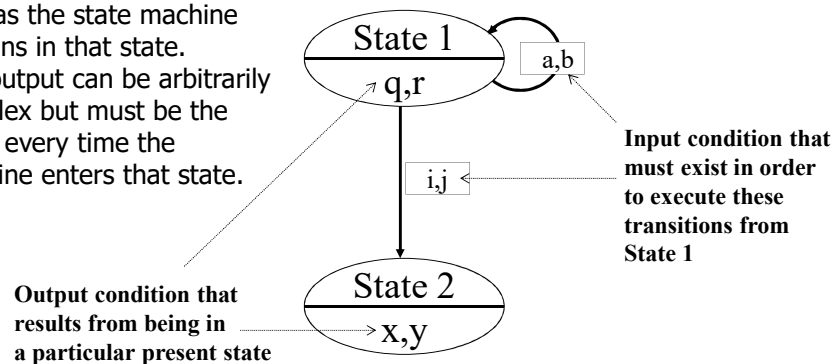 as the state machine
ns in that state.
output can be arbitrarily
lex but must be the
every time the
ine enters that state.
State 1
q,r
a,b
i,j
Input condition that
must exist in order
to execute these
transitions from
State 1
State 2
x,y
Output condition that
results from being in
a particular present state